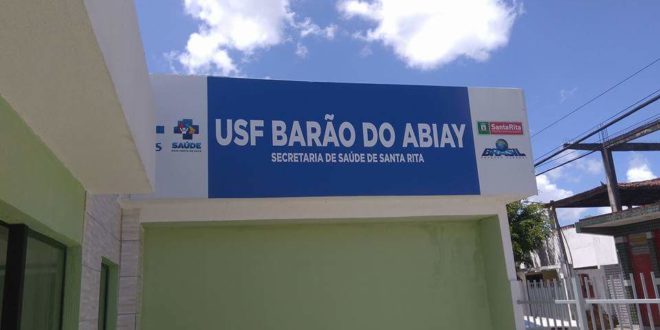 USF BARÃO DO ABIAY
SECRETARIA DE SAÚDE DE SANTA RITA
SAÚDE
SantaRita
BRASIL